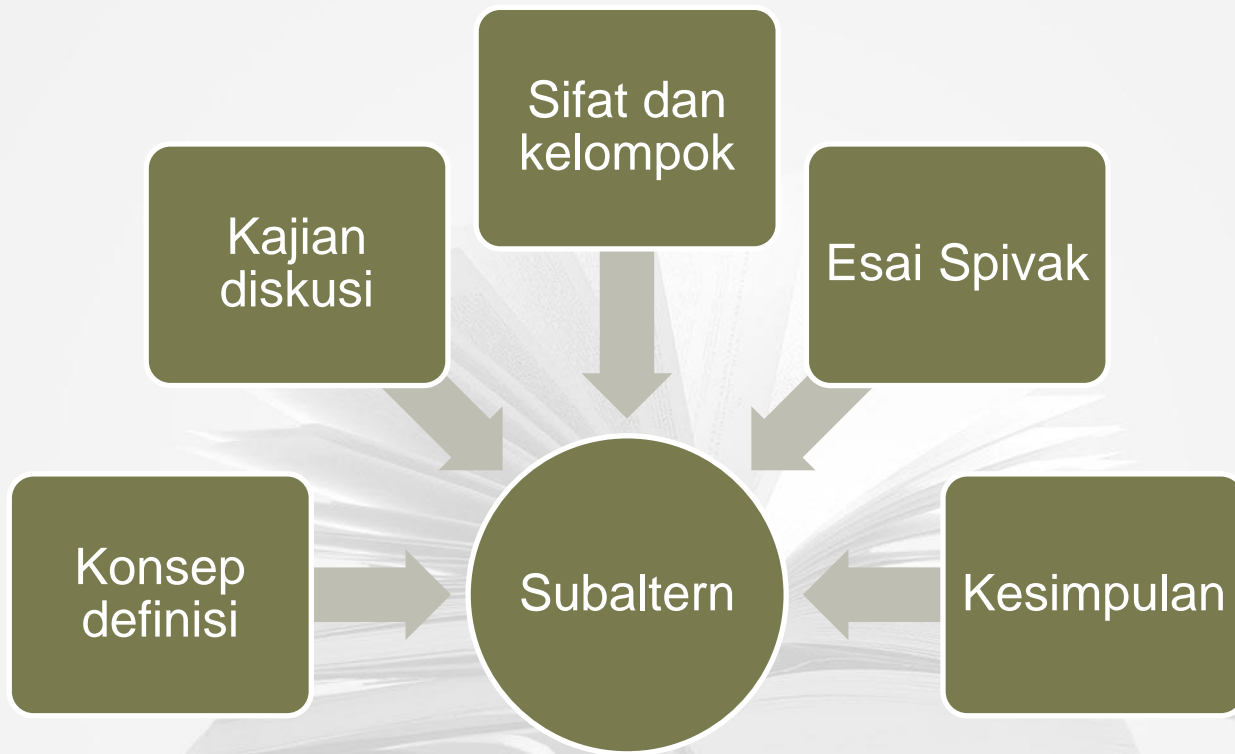 Sifat dan
kelompok
Kajian
diskusi
Esai Spivak
Konsep
definisi
Subaltern
Kesimpulan